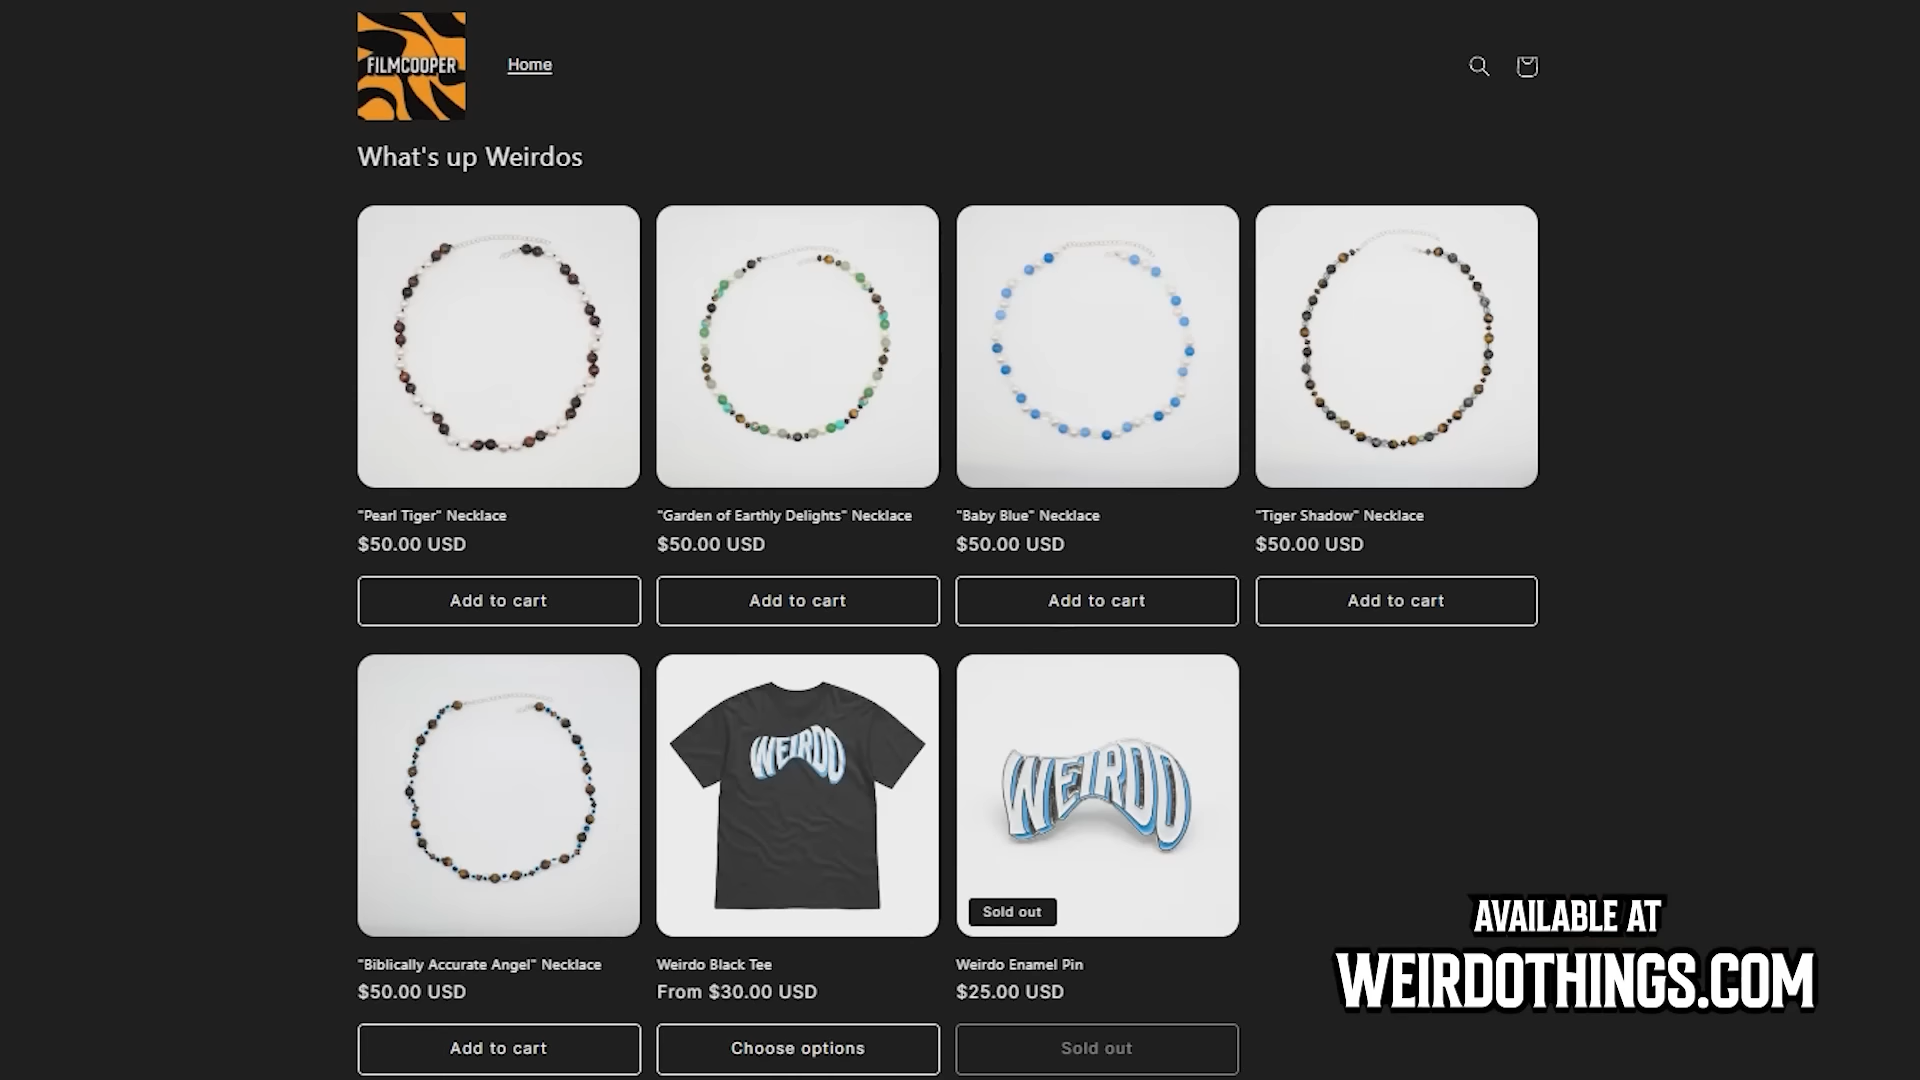 FILMCOOPER
Home
What's up Weirdos
"Pearl Tiger" Necklace
$50.00 USD
Add to cart
"Garden of Earthly Delights" Necklace
$50.00 USD
Add to cart
"Baby Blue" Necklace
$50.00 USD
Add to cart
"Tiger Shadow" Necklace
$50.00 USD
Add to cart
"Biblically Accurate Angel" Necklace
$50.00 USD
Add to cart
WEIRDO
Weirdo Black Tee
From $30.00 USD
Choose options
WEIRDO
Sold out
Weirdo Enamel Pin
$25.00 USD
Sold out
AVAILABLE AT
WEIRDOTHINGS.COM